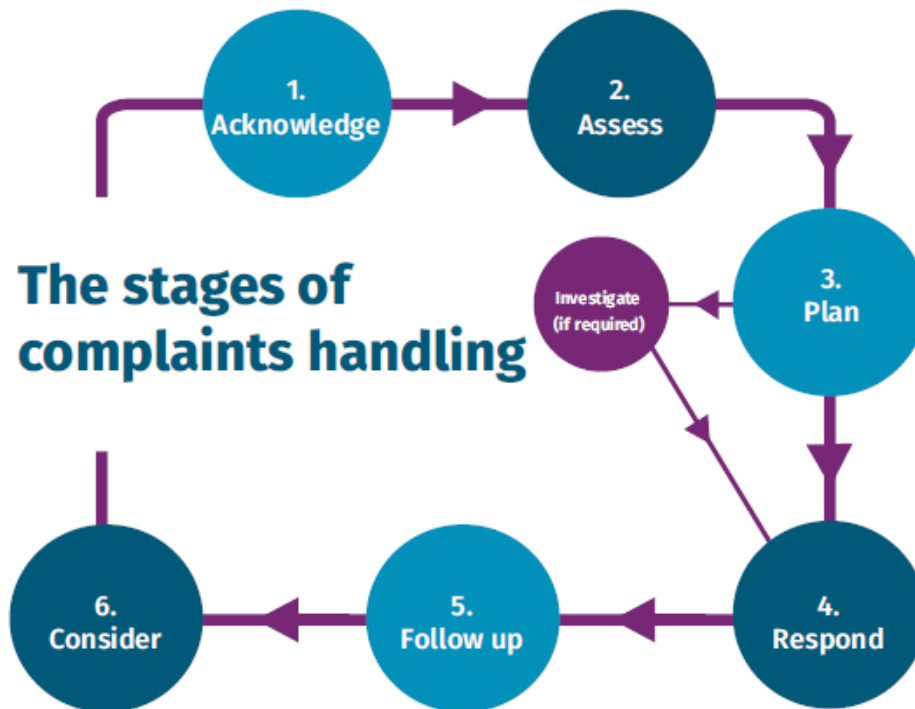 1.
Acknowledge
2.
Assess
The stages of
complaints handling
Investigate
(if required)
3.
Plan
4.
Respond
5.
Follow up
6.
Consider